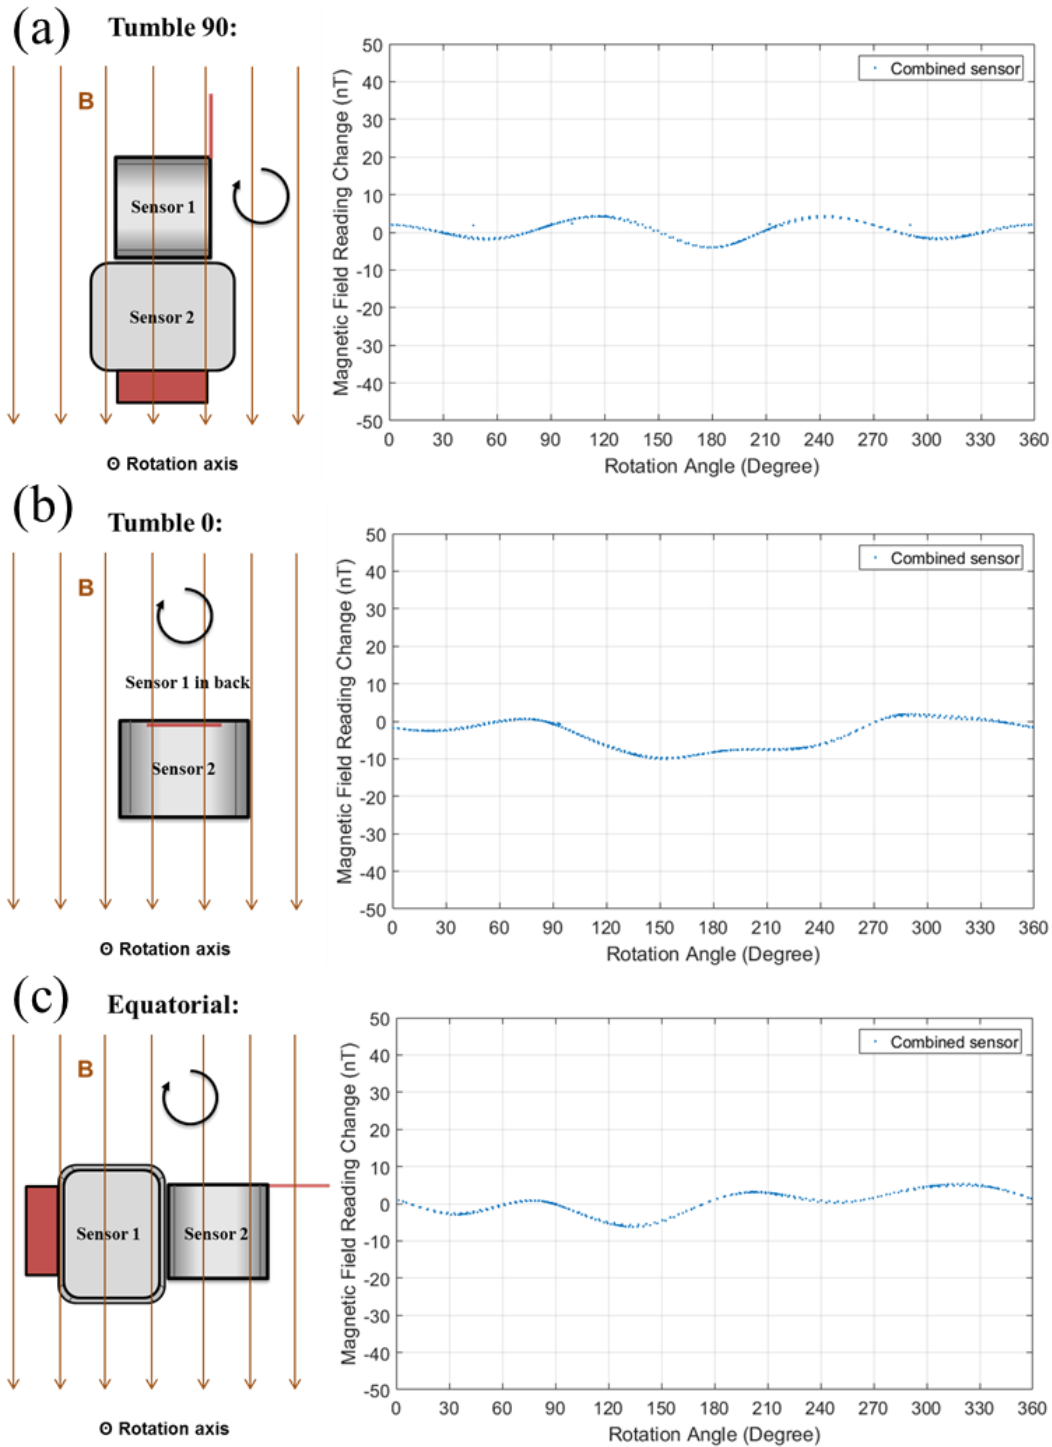 (a)
Tumble 90:
B
Sensor 1
Sensor 2
ʘ Rotation axis
Magnetic Field Reading Change (nT)
50
40
30
20
10
0
-10
-20
-30
-40
-50
Combined sensor
0 30 60 90 120 150 180 210 240 270 300 330 360
Rotation Angle (Degree)
(b)
Tumble 0:
B
Sensor 1 in back
Sensor 2
ʘ Rotation axis
Magnetic Field Reading Change (nT)
50
40
30
20
10
0
-10
-20
-30
-40
-50
Combined sensor
0 30 60 90 120 150 180 210 240 270 300 330 360
Rotation Angle (Degree)
(c)
Equatorial:
B
Sensor 1
Sensor 2
ʘ Rotation axis
Magnetic Field Reading Change (nT)
50
40
30
20
10
0
-10
-20
-30
-40
-50
Combined sensor
0 30 60 90 120 150 180 210 240 270 300 330 360
Rotation Angle (Degree)